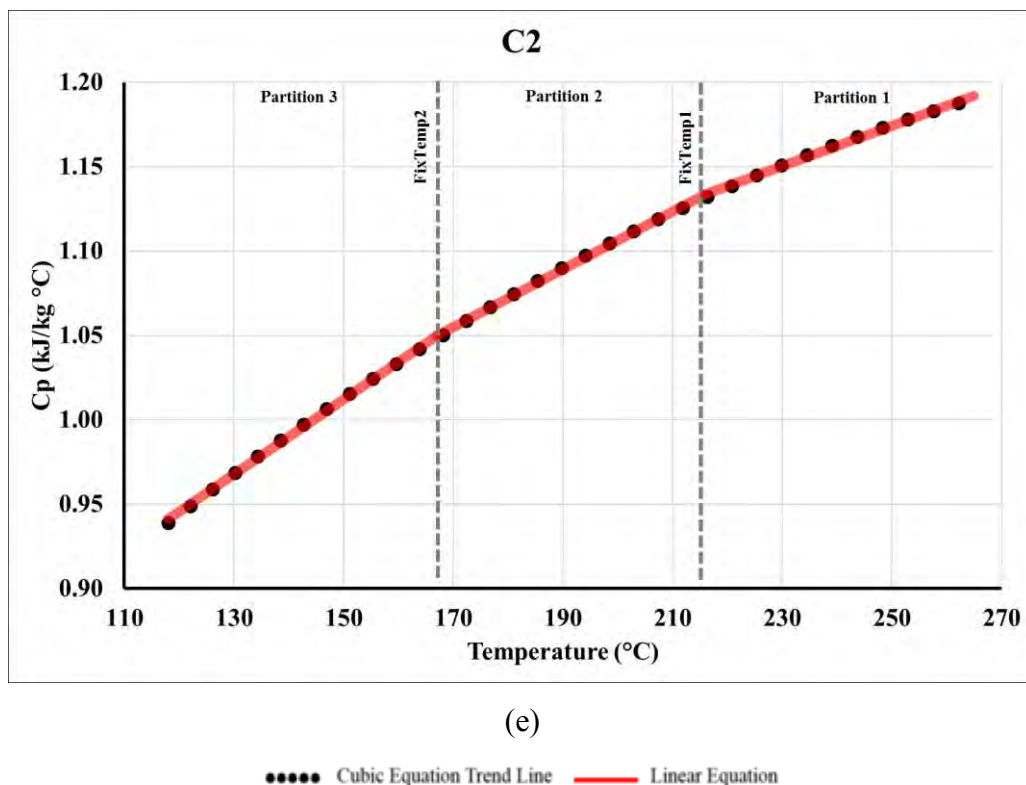 C2
1.20
1.15
1.10
1.05
1.00
0.95
0.90
Cp (kJ/kg °C)
Partition 3
Partition 2
Partition 1
FixTemp2
FixTemp1
110 130 150 170 190 210 230 250 270
Temperature (°C)
(e)
Cubic Equation Trend Line Linear Equation